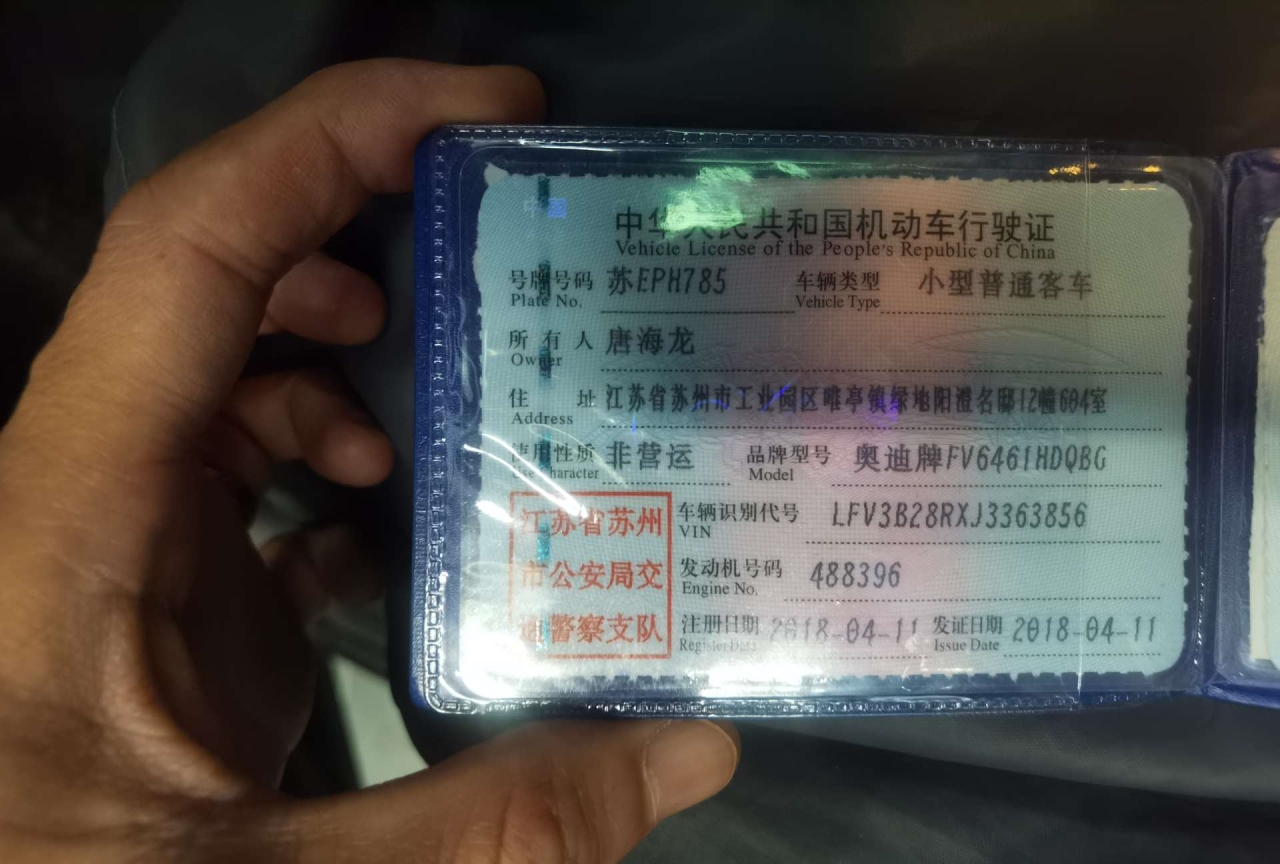 中国
中华人民共和国机动车行驶证
Vehicle License of the People's Republic of China
号牌号码 苏EPH785 车辆类型 小型普通客车
Plate No. Vehicle Type
所有人 唐海龙
Owner
住址 江苏省苏州市工业园区唯亭镇绿地阳澄名邸12幢604室
Address
使用性质 非营运 品牌型号 奥迪牌FV6461HDQBG
Use Character Model
江苏省苏州
市公安局交
通警察支队
车辆识别代号 LFV3B28RXJ3363856
VIN
发动机号码 488396
Engine No.
注册日期 2018-04-11 发证日期 2018-04-11
Register Date Issue Date